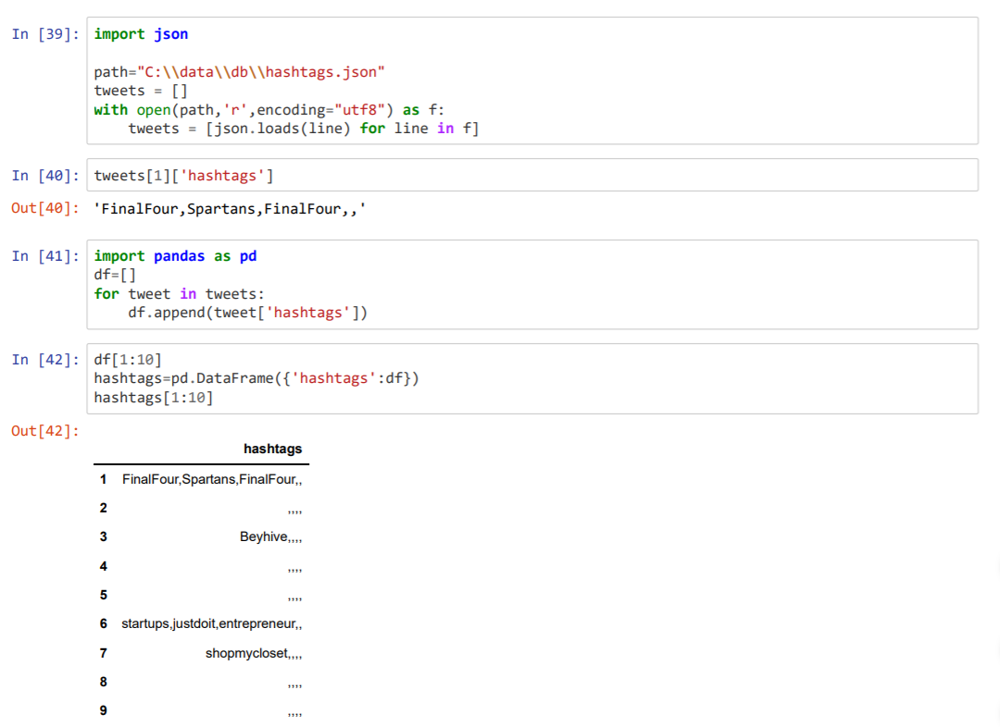 In [39]: import json
path="C:\\data\\db\\hashtags.json"
tweets = []
with open(path,'r',encoding="utf8") as f:
    tweets = [json.loads(line) for line in f]
In [40]: tweets[1]['hashtags']
Out[40]: 'FinalFour,Spartans,FinalFour,,'
In [41]: import pandas as pd
df=[]
for tweet in tweets:
    df.append(tweet['hashtags'])
In [42]: df[1:10]
hashtags=pd.DataFrame({'hashtags':df})
hashtags[1:10]
Out[42]:
hashtags
1 FinalFour,Spartans,FinalFour,,
2 ,,,,
3 Beyhive,,,,
4 ,,,,
5 ,,,,
6 startups,justdoit,entrepreneur,,
7 shopmycloset,,,,
8 ,,,,
9 ,,,,